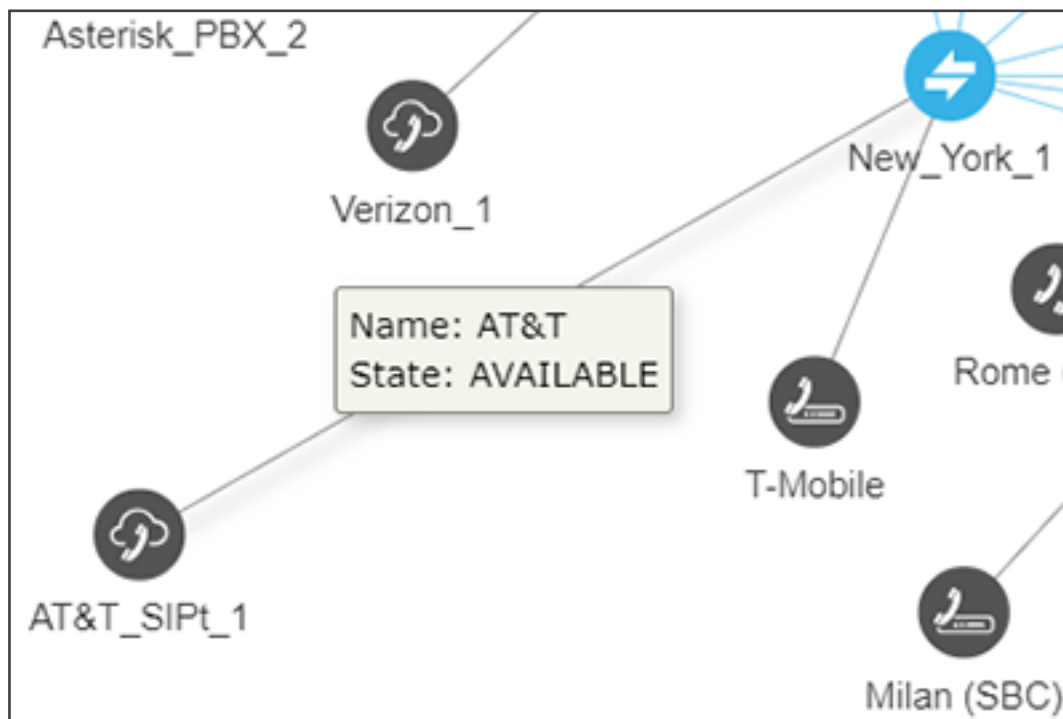 Asterisk_PBX_2
New_York_1
Verizon_1
Name: AT&T
State: AVAILABLE
Rome
T-Mobile
AT&T_SIPt_1
Milan (SBC)